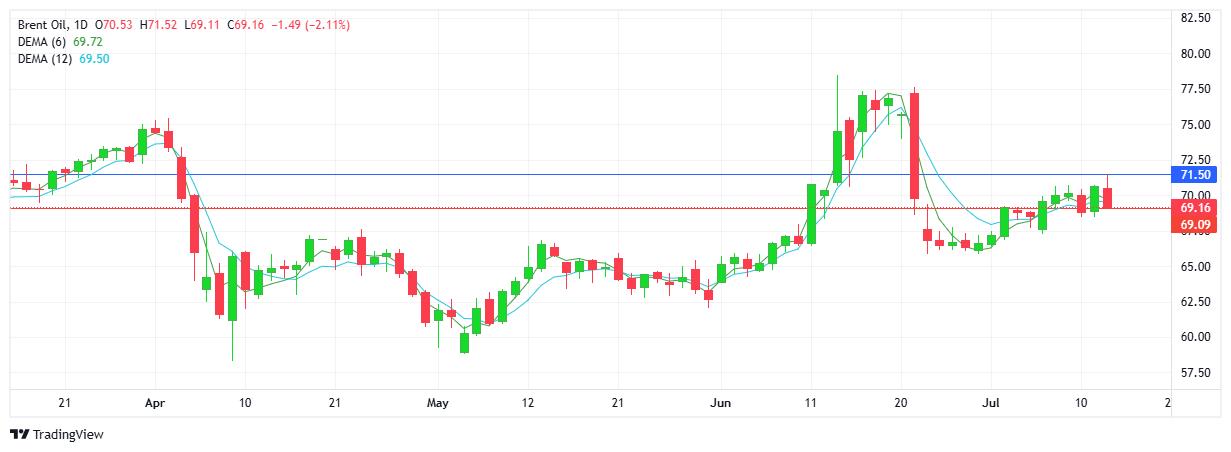 Brent Oil, 1D O70.53 H71.52 L69.11 C69.16 −1.49 (−2.11%)
DEMA (6) 69.72
DEMA (12) 69.50
82.50
80.00
77.50
75.00
72.50
71.50
70.00
69.16
69.09
65.00
62.50
60.00
57.50
21 Apr 10 21 May 12 21 Jun 11 20 Jul 10 2
TradingView